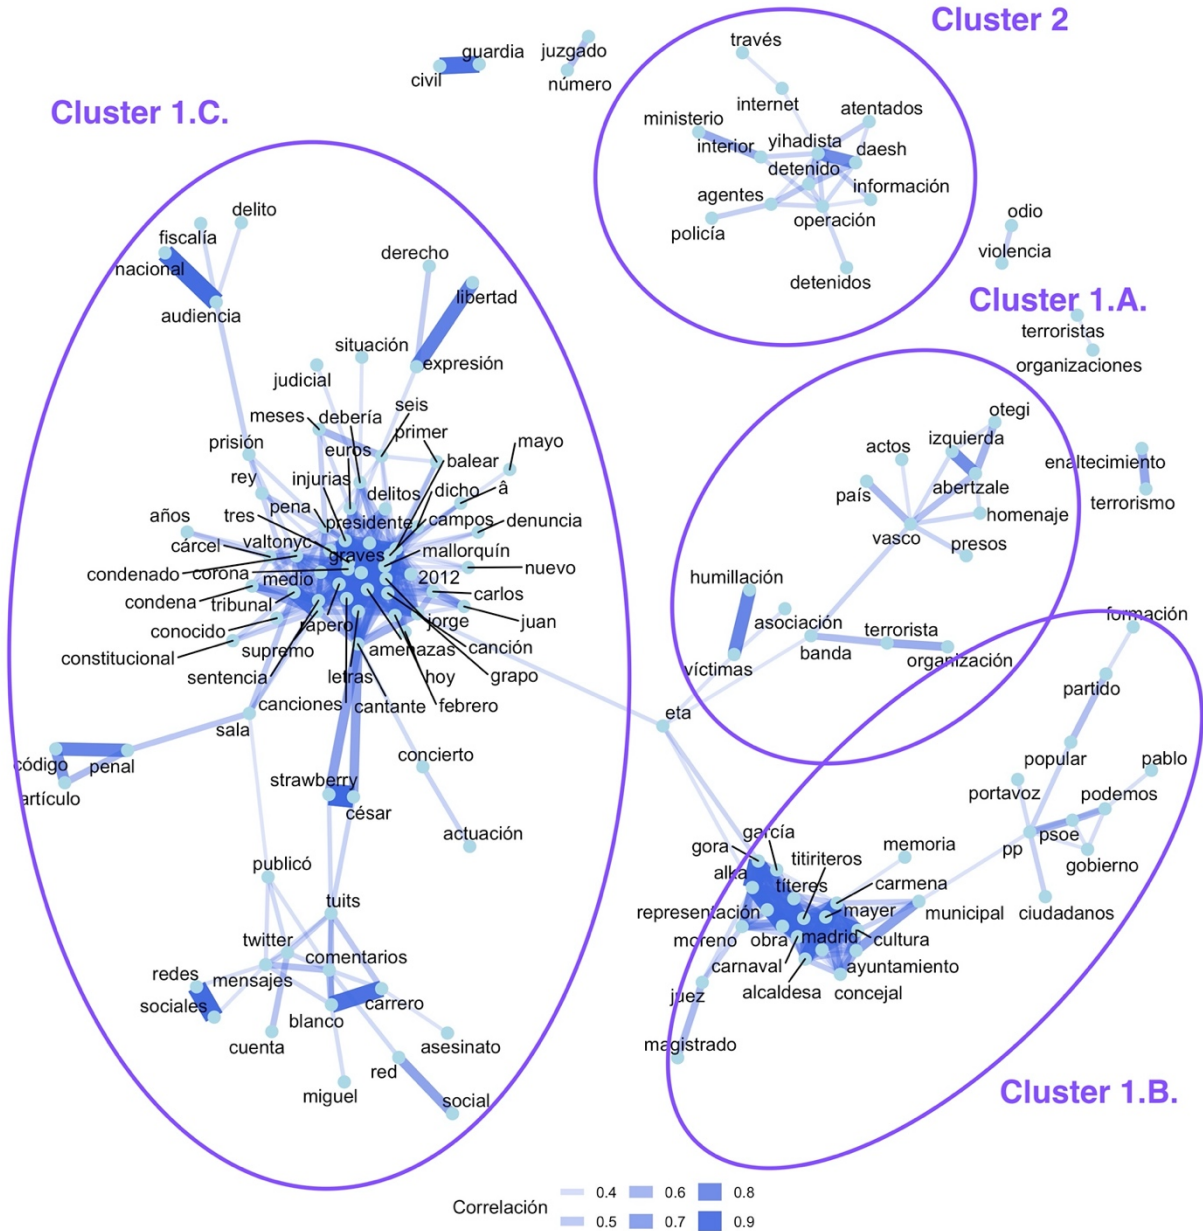 Cluster 2
guardia
juzgado
civil
número
través
internet
atentados
ministerio
interior
yihadista
daesh
detenido
agentes
información
policía
operación
detenidos
odio
violencia
Cluster 1.C.
delito
fiscalía
nacional
audiencia
derecho
libertad
situación
judicial
expresión
Cluster 1.A.
terroristas
organizaciones
meses
debería
seis
primer
mayo
prisión
euros
balear
rey
injurias
delitos
dicho
â
pena
presidente
campos
denuncia
tres
años
valtonyc
graves
mallorquín
cárcel
condenado
corona
medio
2012
nuevo
condena
tribunal
carlos
conocido
rapero
jorge
juan
constitucional
supremo
amenazas
canción
sentencia
letras
hoy
grapo
canciones
cantante
febrero
sala
código
penal
artículo
concierto
strawberry
césar
actuación
otegi
actos
izquierda
enaltecimiento
país
abertzale
terrorismo
homenaje
vasco
presos
humillación
asociación
terrorista
formación
víctimas
banda
organización
eta
partido
popular
pablo
portavoz
podemos
psoe
pp
gobierno
ciudadanos
garcía
gora
titiriteros
memoria
alka
títeres
carmena
representación
mayer
municipal
moreno
obra
madrid
cultura
carnaval
ayuntamiento
alcaldesa
concejal
juez
magistrado
publicó
tuits
twitter
comentarios
redes
mensajes
sociales
carrero
blanco
cuenta
asesinato
red
miguel
social
Cluster 1.B.
Correlación
0.4
0.6
0.8
0.5
0.7
0.9